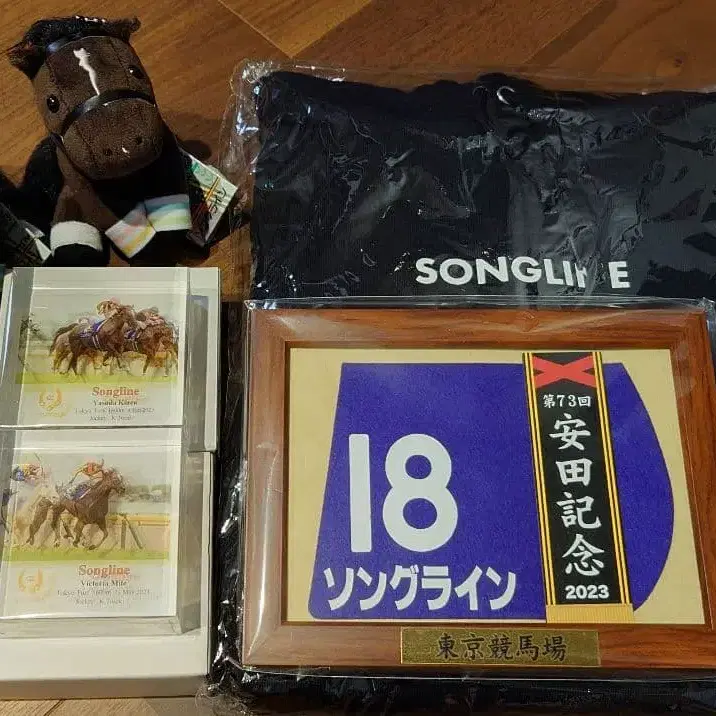 SONGLINE
Songline
Yasuda Kinen
Songline
Victoria Mile
第73回
安田記念
2023
18
ソングライン
東京競馬場